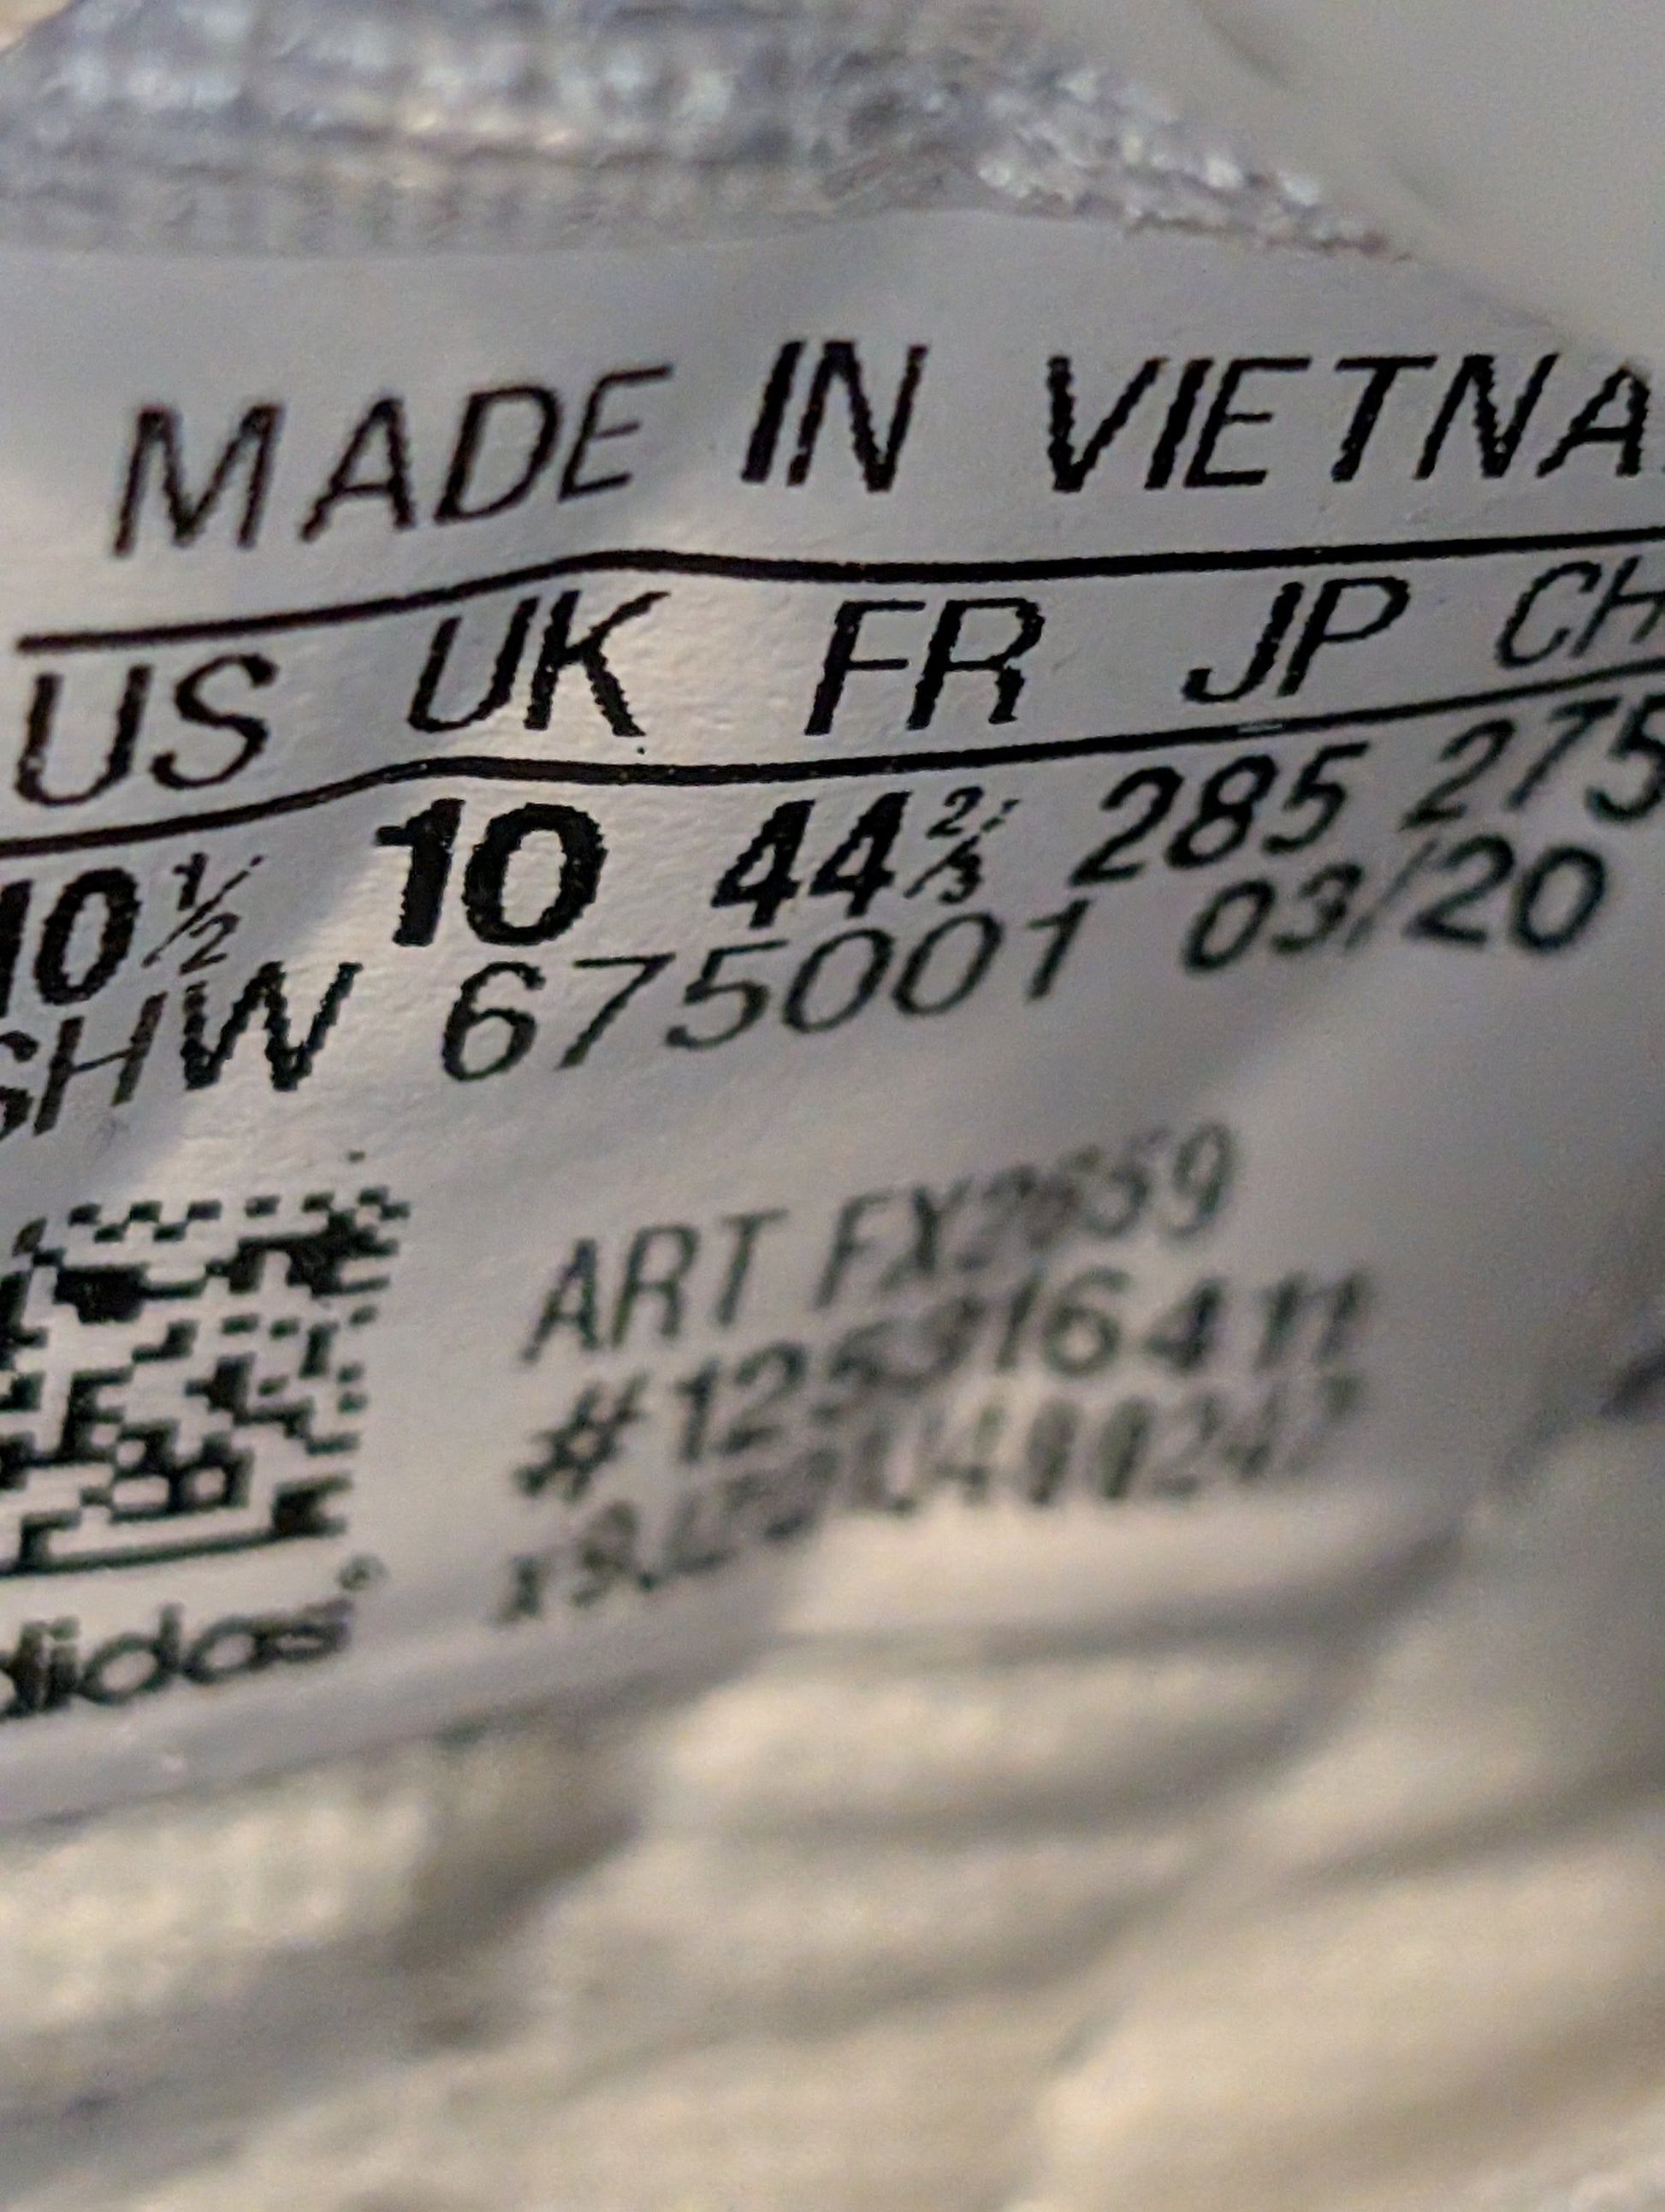 MADE IN VIETNA
US UK FR JP CH
10½ 10 44⅔ 285 275
SHW 675001 03/20
ART
didas®